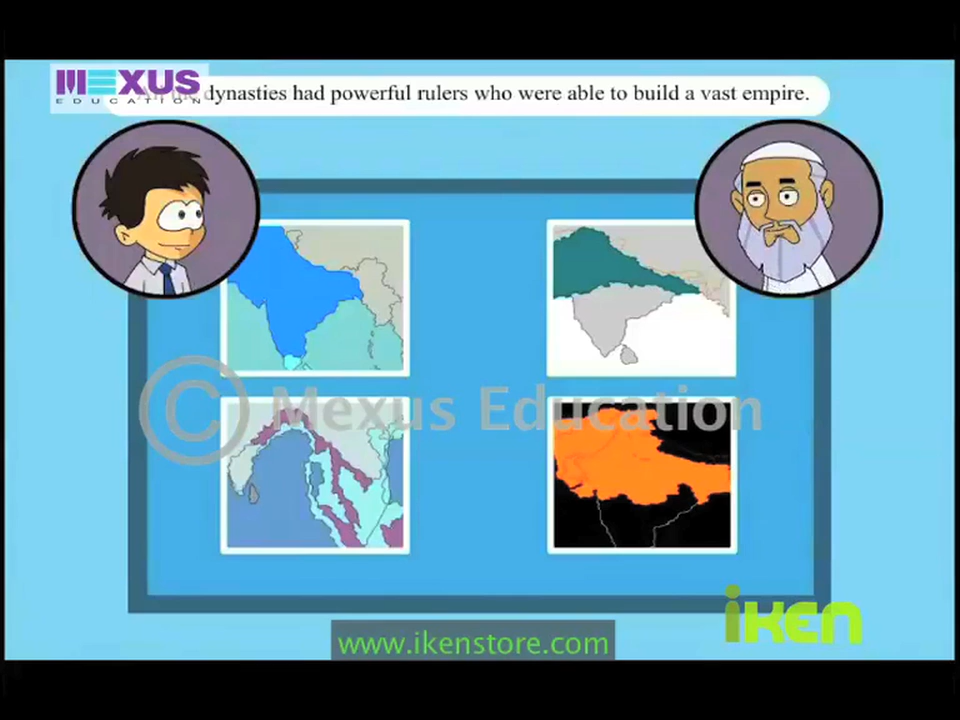 MEXUS
EDUCATION
dynasties had powerful rulers who were able to build a vast empire.
© Mexus Education
iKEN
www.ikenstore.com